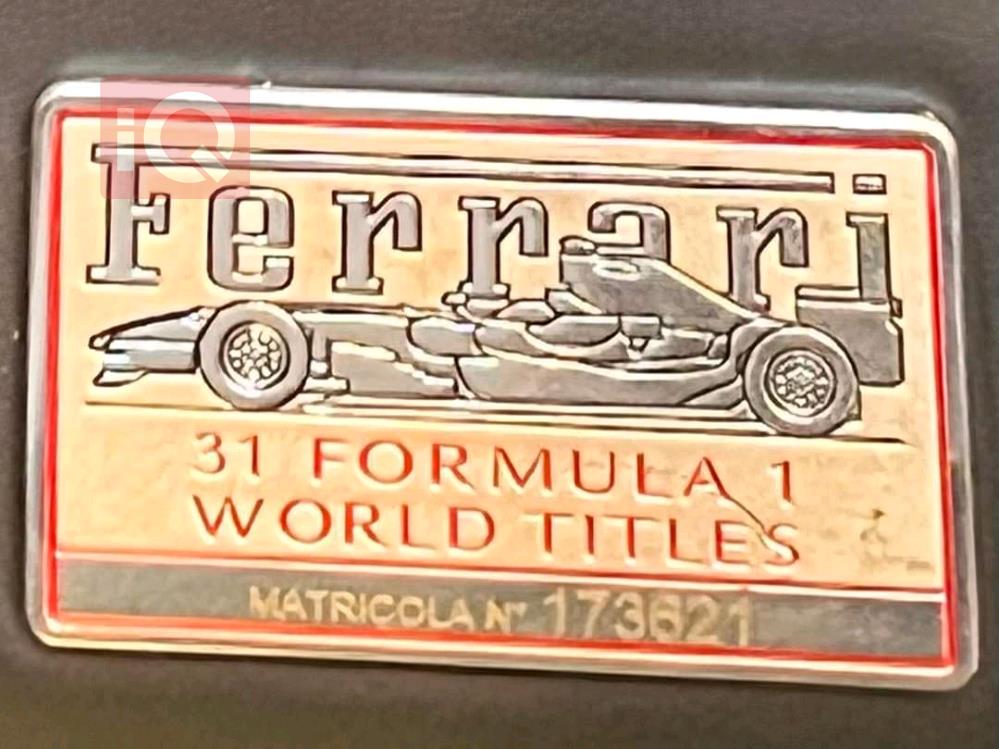 iQ
Ferrari
31 FORMULA 1
WORLD TITLES
MATRICOLA N° 173621